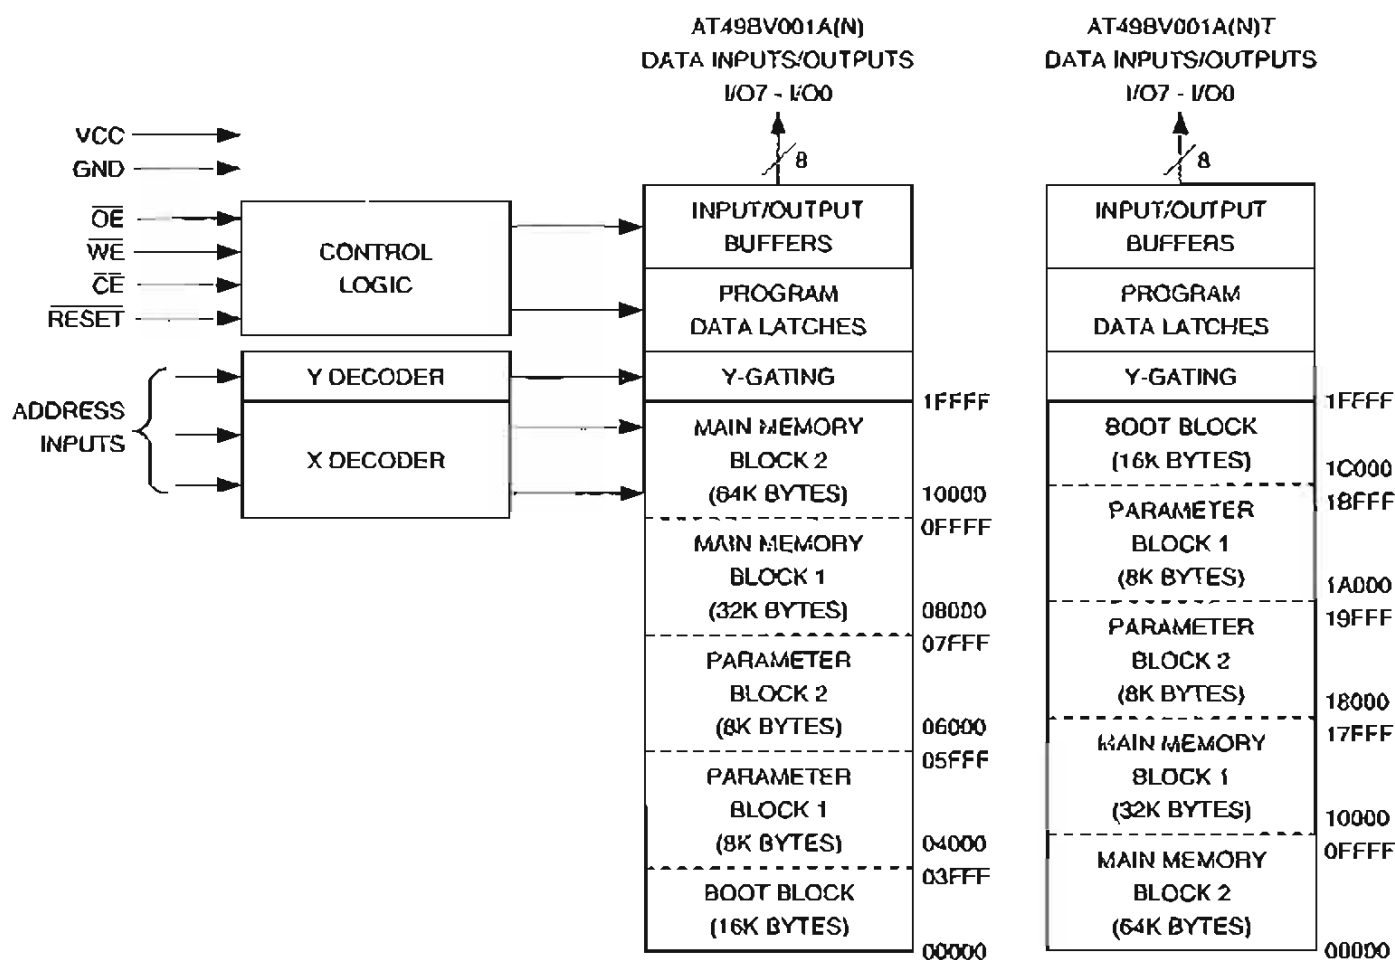 AT49BV001A(N)
DATA INPUTS/OUTPUTS
I/O7 - I/O0
8
AT49BV001A(N)T
DATA INPUTS/OUTPUTS
I/O7 - I/O0
8
VCC
GND
OE
WE
CE
RESET
ADDRESS
INPUTS
CONTROL
LOGIC
Y DECODER
X DECODER
INPUT/OUTPUT
BUFFERS
PROGRAM
DATA LATCHES
Y-GATING
1FFFF
MAIN MEMORY
BLOCK 2
(64K BYTES)
10000
0FFFF
MAIN MEMORY
BLOCK 1
(32K BYTES)
08000
07FFF
PARAMETER
BLOCK 2
(8K BYTES)
06000
05FFF
PARAMETER
BLOCK 1
(8K BYTES)
04000
03FFF
BOOT BLOCK
(16K BYTES)
00000
INPUT/OUTPUT
BUFFERS
PROGRAM
DATA LATCHES
Y-GATING
1FFFF
BOOT BLOCK
(16K BYTES)
1C000
1BFFF
PARAMETER
BLOCK 1
(8K BYTES)
1A000
19FFF
PARAMETER
BLOCK 2
(8K BYTES)
18000
17FFF
MAIN MEMORY
BLOCK 1
(32K BYTES)
10000
0FFFF
MAIN MEMORY
BLOCK 2
(64K BYTES)
00000